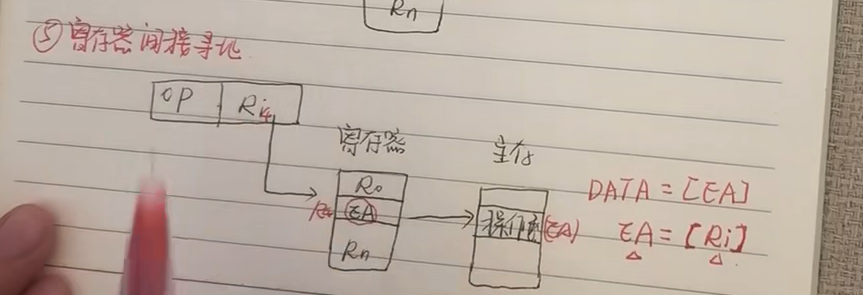 Rn
⑤寄存器间接寻址
OP Ri
寄存器 主存
R0
Ri EA 操作数 (EA)
Rn
DATA = [EA]
EA = [Ri]